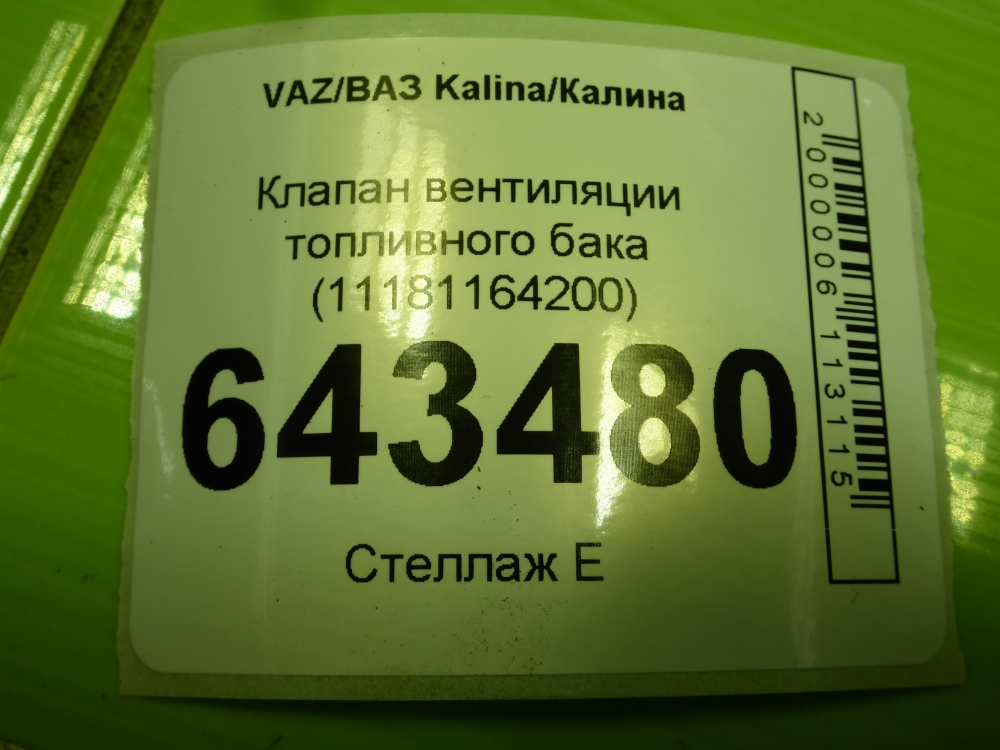 VAZ/ВАЗ Kalina/Калина
Клапан вентиляции
топливного бака
(11181164200)
643480
Стеллаж Е
2000006113115